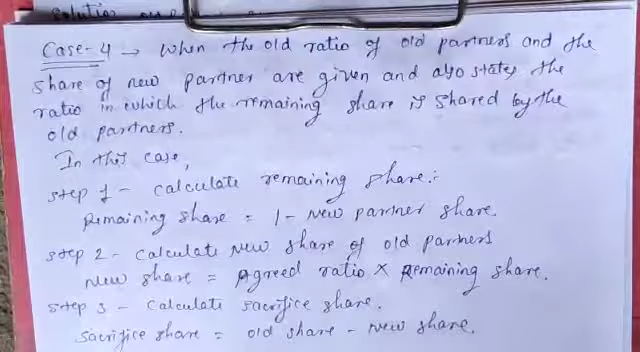 Solution
Case-4 → When the old ratio of old partners and the
share of new partner are given and also states the
ratio in which the remaining share is shared by the
old partners.
In this case,
Step 1 - Calculate remaining share:-
Remaining share = 1 - New partner share.
Step 2 - Calculate New share of old partners
New share = Agreed ratio × Remaining share.
Step 3 - Calculate sacrifice share.
Sacrifice share = old share - New share.